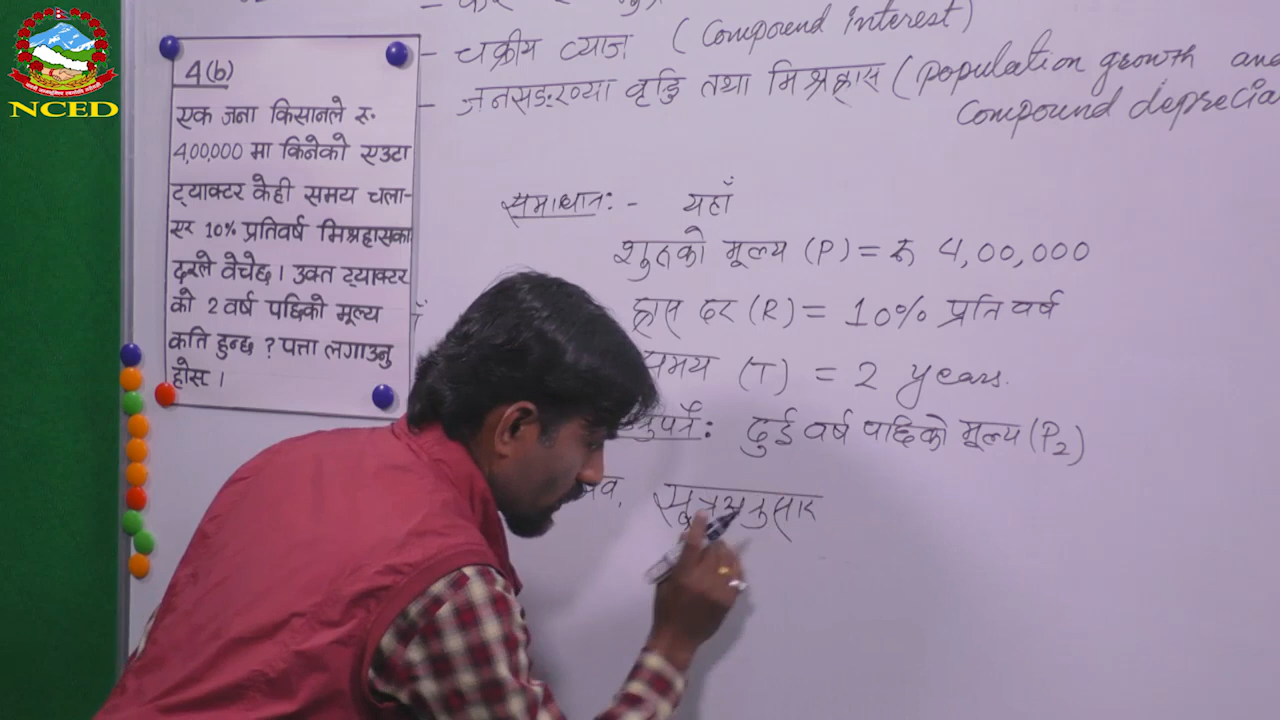 NCED
- चक्रीय व्याज (Compound interest)
- जनसङ्ख्या वृद्धि तथा मिश्रह्रास (population growth and
Compound deprecia
4(b)
एक जना किसानले रु.
4,00,000 मा किनेको एउटा
ट्याक्टर केही समय चला-
एर 10% प्रतिवर्ष मिश्रह्रासका
दरले वेचेछ । उक्त ट्याक्टर
को 2 वर्ष पछिको मूल्य
कति हुन्छ ? पत्ता लगाउनु
होस ।
समाधान: - यहाँ
शुरुको मूल्य (P) = रु 4,00,000
ह्रास दर (R) = 10% प्रति वर्ष
समय (T) = 2 years.
दुई वर्ष पछिको मूल्य (P2)
सूत्रअनुसार